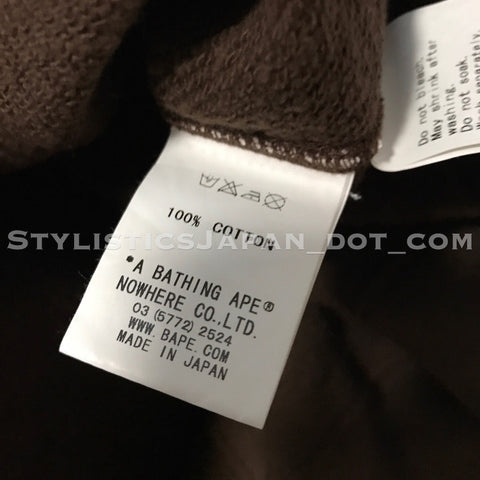 Do not bleach.
May shrink after
washing.
Do not soak.
100% COTTON
STYLISTICSJAPAN_DOT_COM
*A BATHING APE®
NOWHERE CO., LTD.
03 (5772) 2524
WWW.BAPE.COM
MADE IN JAPAN